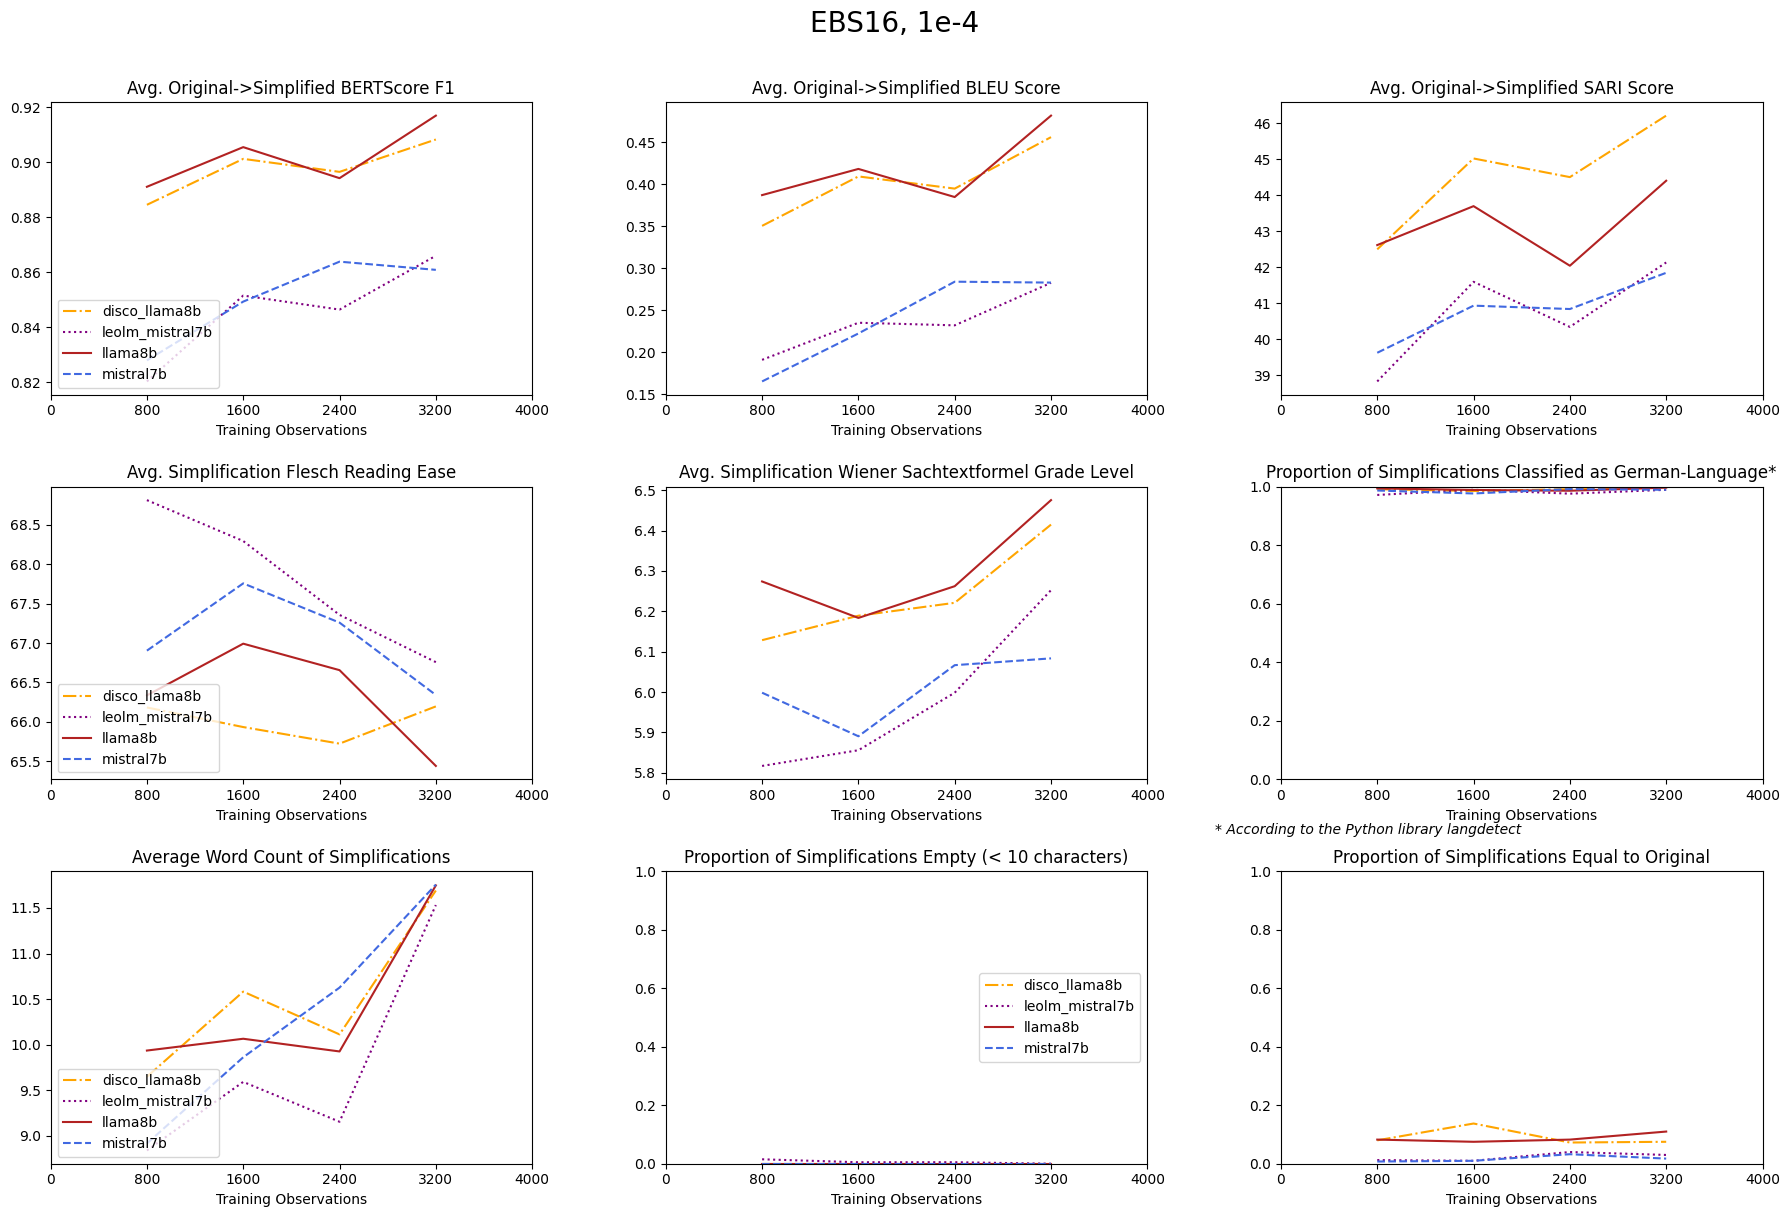 EBS16, 1e-4
Avg. Original->Simplified BERTScore F1
0.92
0.90
0.88
0.86
0.84
0.82
disco_llama8b
leolm_mistral7b
llama8b
mistral7b
0 800 1600 2400 3200 4000
Training Observations
Avg. Original->Simplified BLEU Score
0.45
0.40
0.35
0.30
0.25
0.20
0.15
0 800 1600 2400 3200 4000
Training Observations
Avg. Original->Simplified SARI Score
46
45
44
43
42
41
40
39
0 800 1600 2400 3200 4000
Training Observations
Avg. Simplification Flesch Reading Ease
68.5
68.0
67.5
67.0
66.5
66.0
65.5
disco_llama8b
leolm_mistral7b
llama8b
mistral7b
0 800 1600 2400 3200 4000
Training Observations
Avg. Simplification Wiener Sachtextformel Grade Level
6.5
6.4
6.3
6.2
6.1
6.0
5.9
5.8
0 800 1600 2400 3200 4000
Training Observations
Proportion of Simplifications Classified as German-Language*
1.0
0.8
0.6
0.4
0.2
0.0
0 800 1600 2400 3200 4000
Training Observations
* According to the Python library langdetect
Average Word Count of Simplifications
11.5
11.0
10.5
10.0
9.5
9.0
disco_llama8b
leolm_mistral7b
llama8b
mistral7b
0 800 1600 2400 3200 4000
Training Observations
Proportion of Simplifications Empty (< 10 characters)
1.0
0.8
0.6
0.4
0.2
0.0
disco_llama8b
leolm_mistral7b
llama8b
mistral7b
0 800 1600 2400 3200 4000
Training Observations
Proportion of Simplifications Equal to Original
1.0
0.8
0.6
0.4
0.2
0.0
0 800 1600 2400 3200 4000
Training Observations